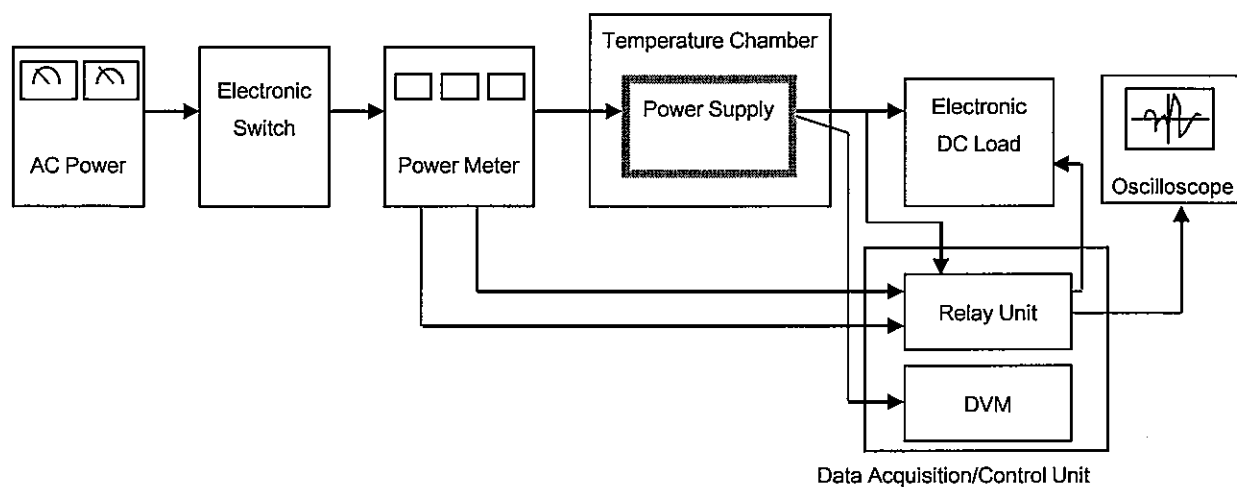 AC Power
Electronic
Switch
Power Meter
Temperature Chamber
Power Supply
Electronic
DC Load
Oscilloscope
Relay Unit
DVM
Data Acquisition/Control Unit